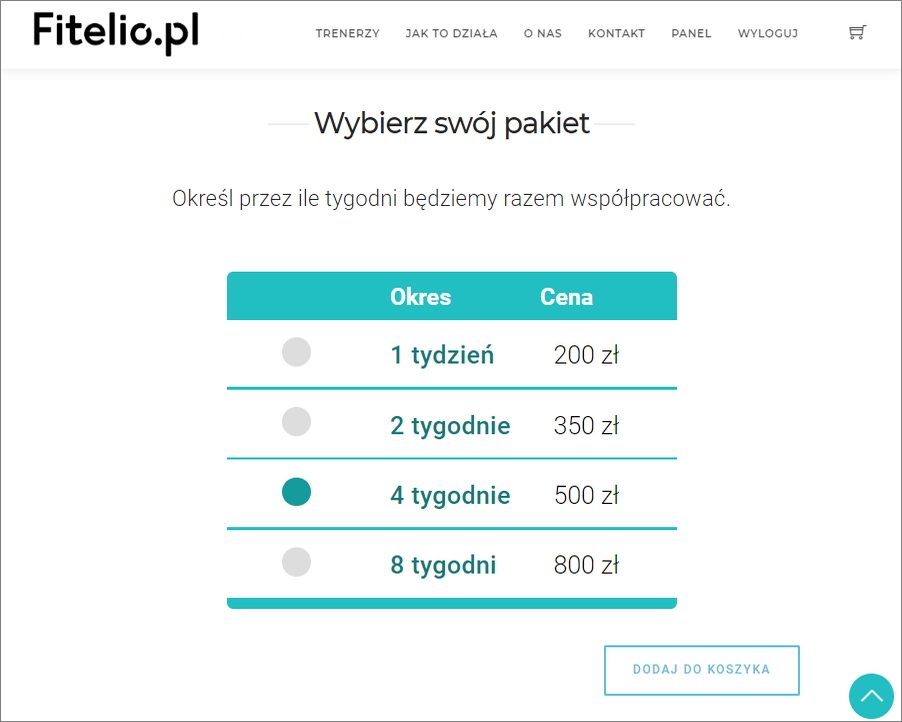 Fitelio.pl TRENERZY JAK TO DZIAŁA O NAS KONTAKT PANEL WYLOGUJ
Wybierz swój pakiet
Określ przez ile tygodni będziemy razem współpracować.
Okres Cena
1 tydzień 200 zł
2 tygodnie 350 zł
4 tygodnie 500 zł
8 tygodni 800 zł
DODAJ DO KOSZYKA